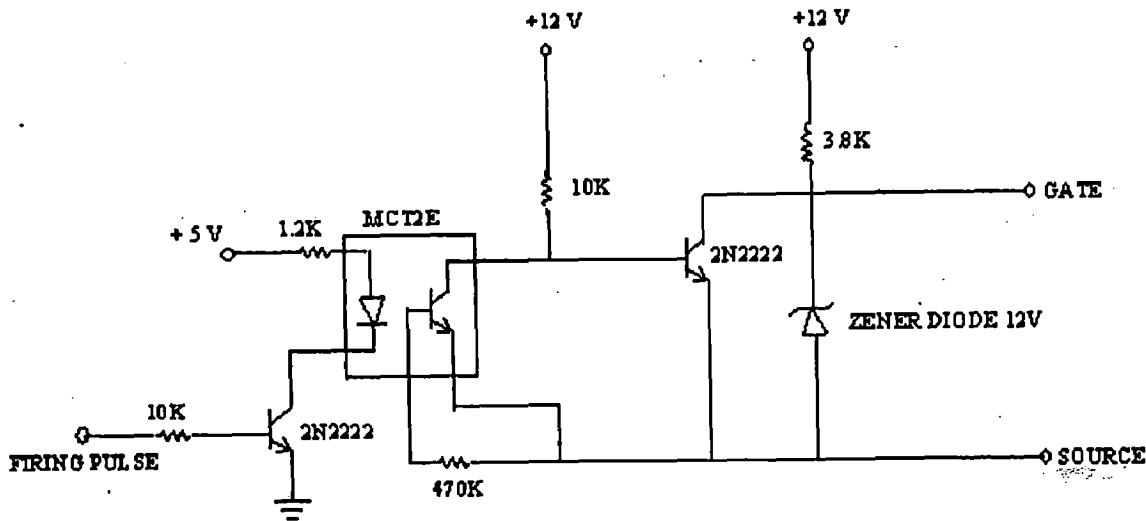 +12 V
+12 V
3.8K
10K
GATE
MCT2E
1.2K
+ 5 V
2N2222
ZENER DIODE 12V
10K
2N2222
FIRING PULSE
470K
SOURCE